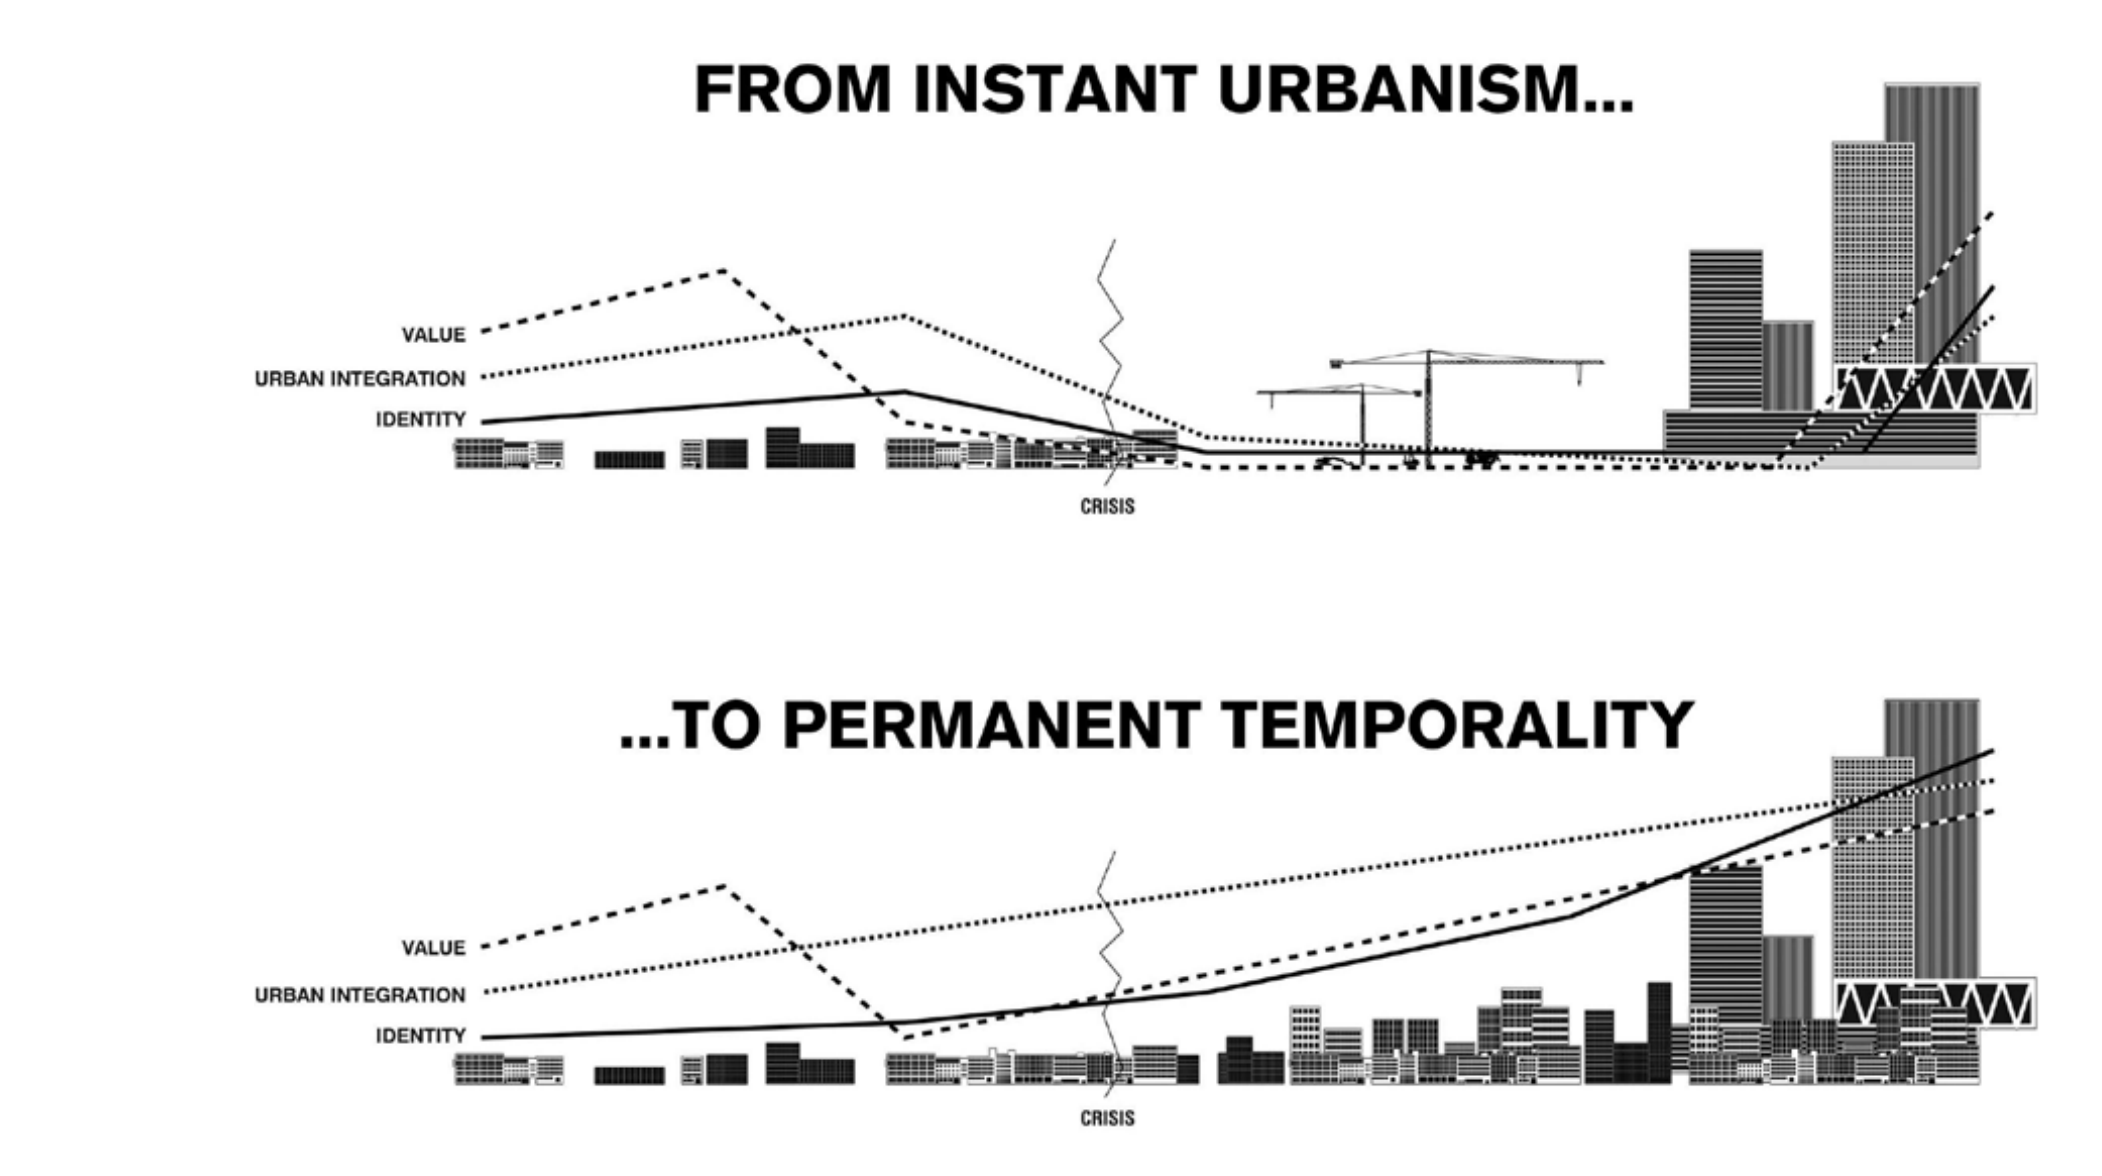 FROM INSTANT URBANISM...
VALUE
URBAN INTEGRATION
IDENTITY
CRISIS
...TO PERMANENT TEMPORALITY
VALUE
URBAN INTEGRATION
IDENTITY
CRISIS